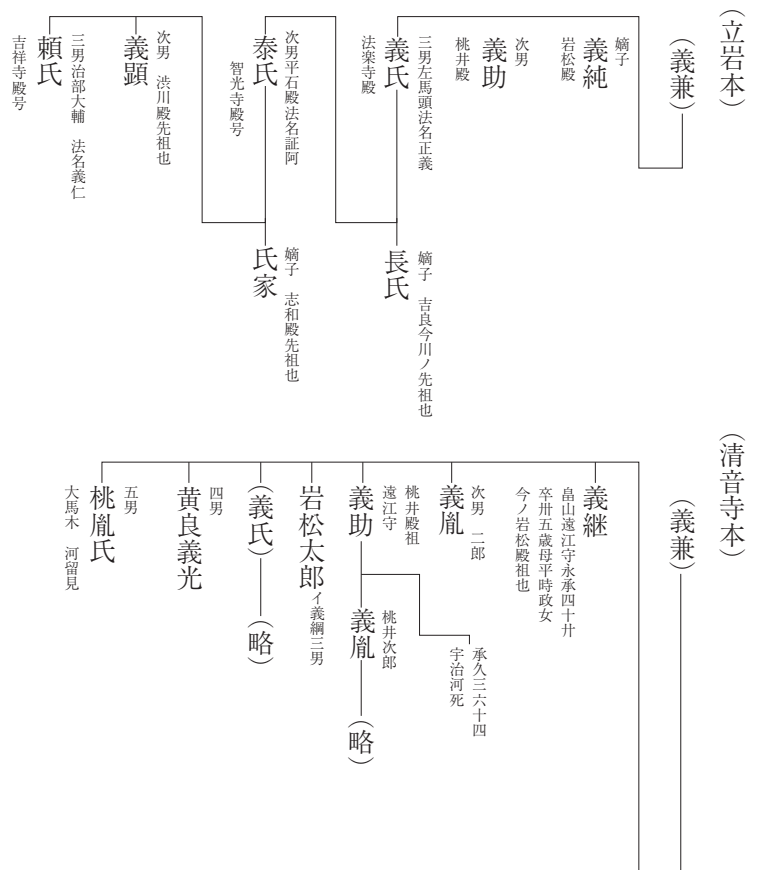 （立岩本）
（義兼）
嫡子
義純
岩松殿
次男
義助
桃井殿
三男左馬頭法名正義
義氏
法楽寺殿
嫡子　吉良今川ノ先祖也
長氏
次男平石殿法名証阿
泰氏
智光寺殿号
嫡子　志和殿先祖也
氏家
次男　渋川殿先祖也
義顕
三男治部大輔　法名義仁
頼氏
吉祥寺殿号
（清音寺本）
（義兼）
義継
畠山遠江守永承四十廾
卒卅五歳母平時政女
今ノ岩松殿祖也
次男　二郎
義胤
桃井殿祖
遠江守
義助
承久三六十四
宇治河死
桃井次郎
義胤
（略）
岩松太郎イ義綱三男
（義氏）
（略）
四男
黄良義光
五男
桃胤氏
大馬木　河留見